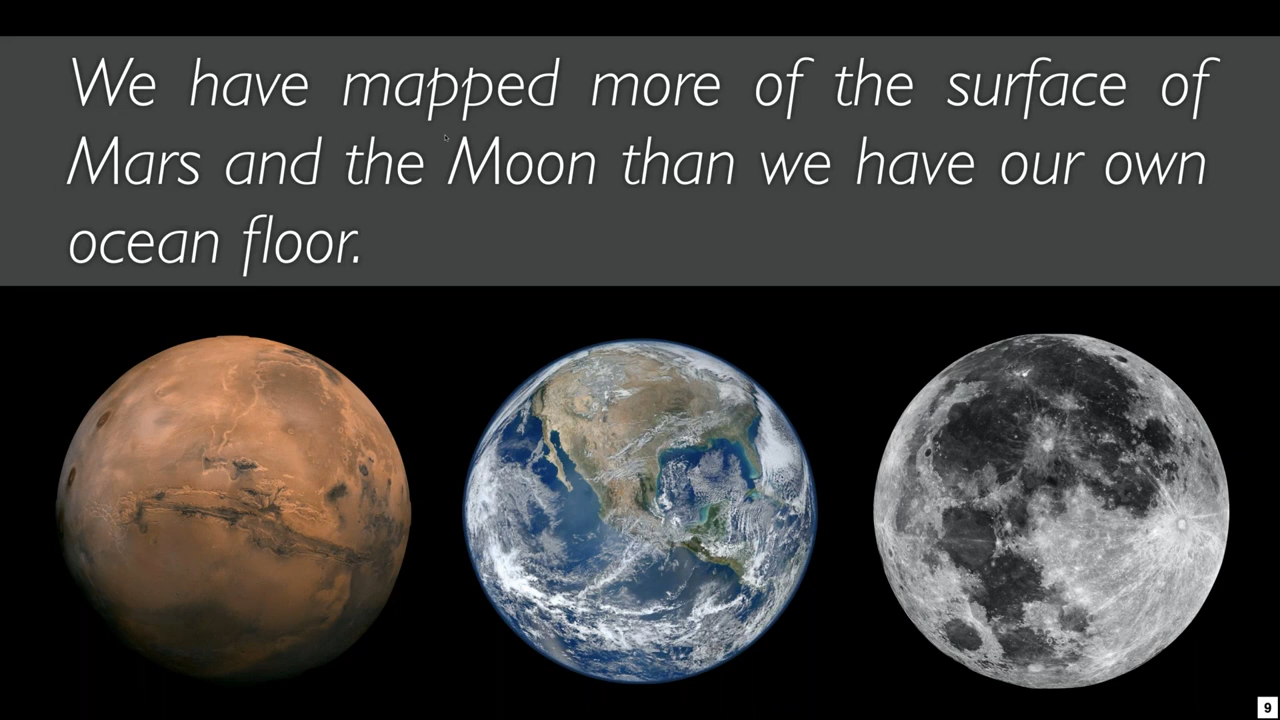 We have mapped more of the surface of
Mars and the Moon than we have our own
ocean floor.
9